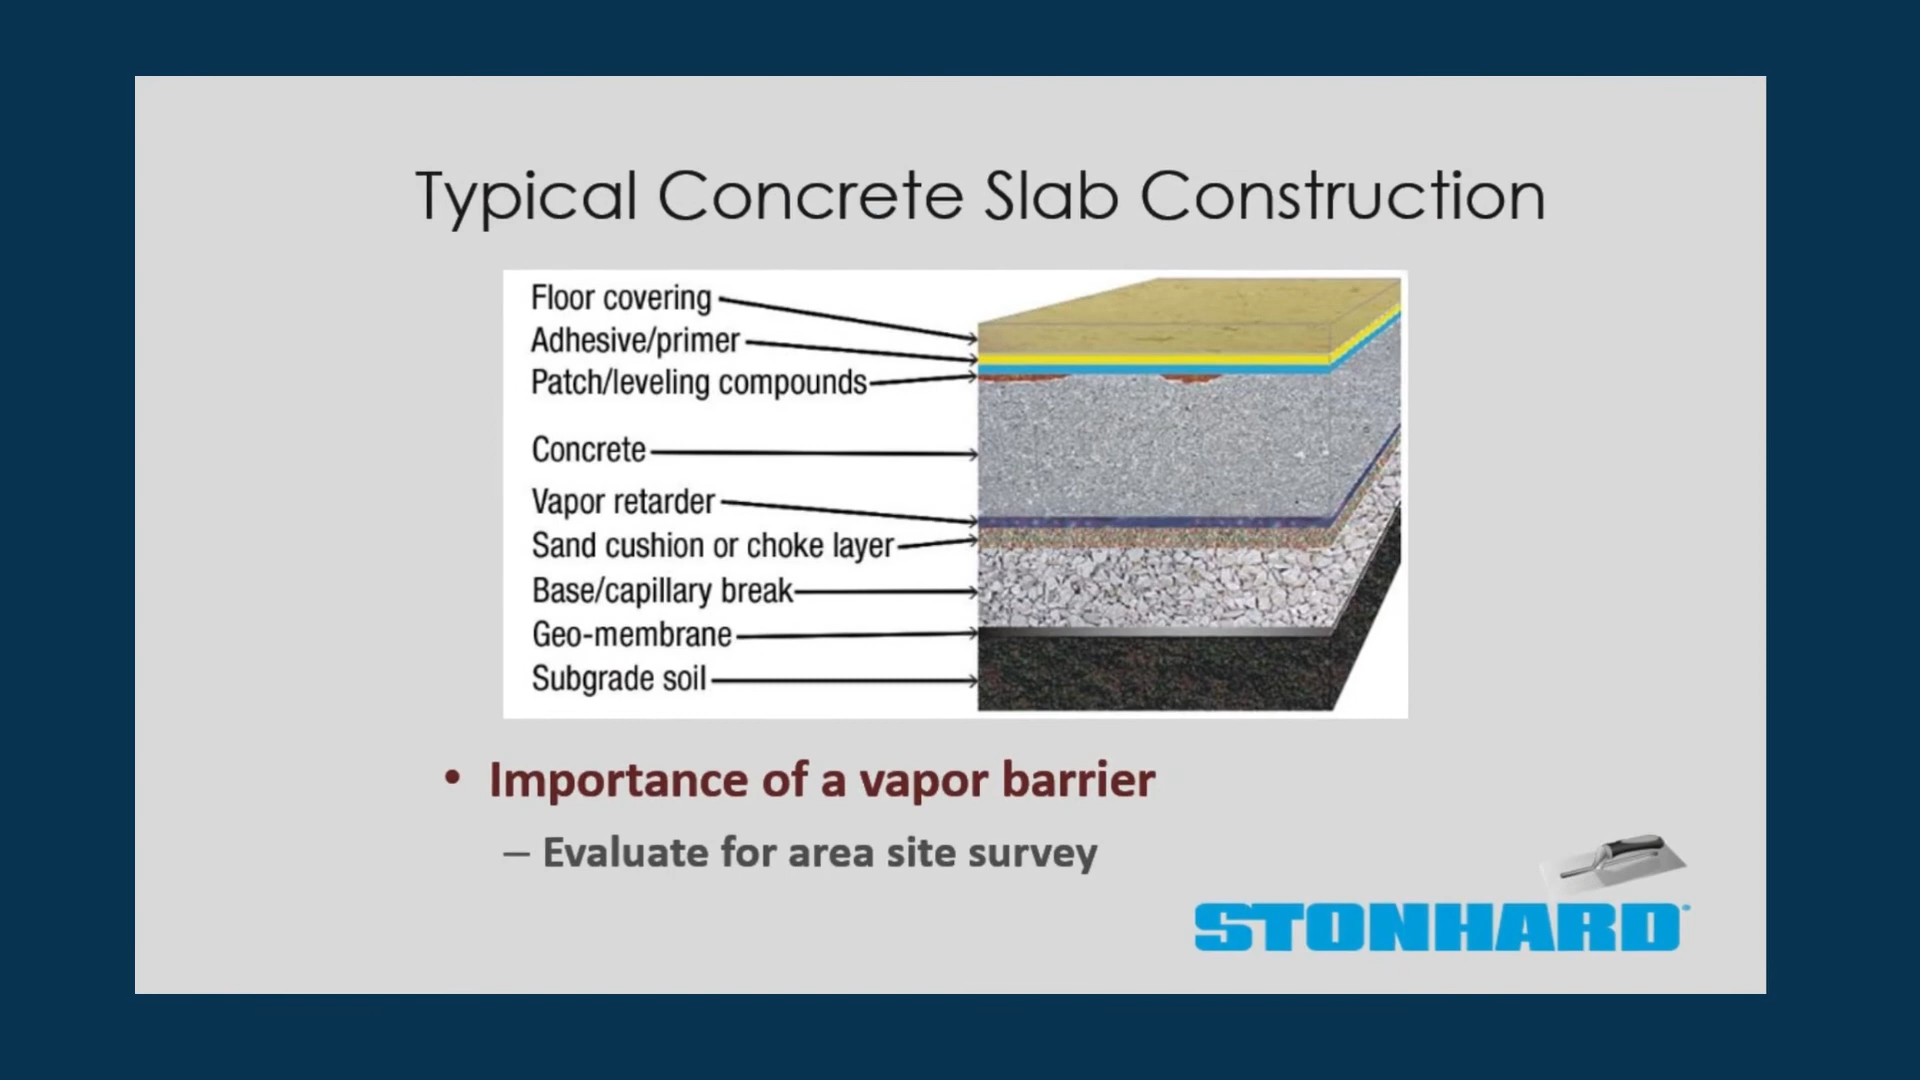 Typical Concrete Slab Construction
Floor covering
Adhesive/primer
Patch/leveling compounds
Concrete
Vapor retarder
Sand cushion or choke layer
Base/capillary break
Geo-membrane
Subgrade soil
• Importance of a vapor barrier
– Evaluate for area site survey
STONHARD